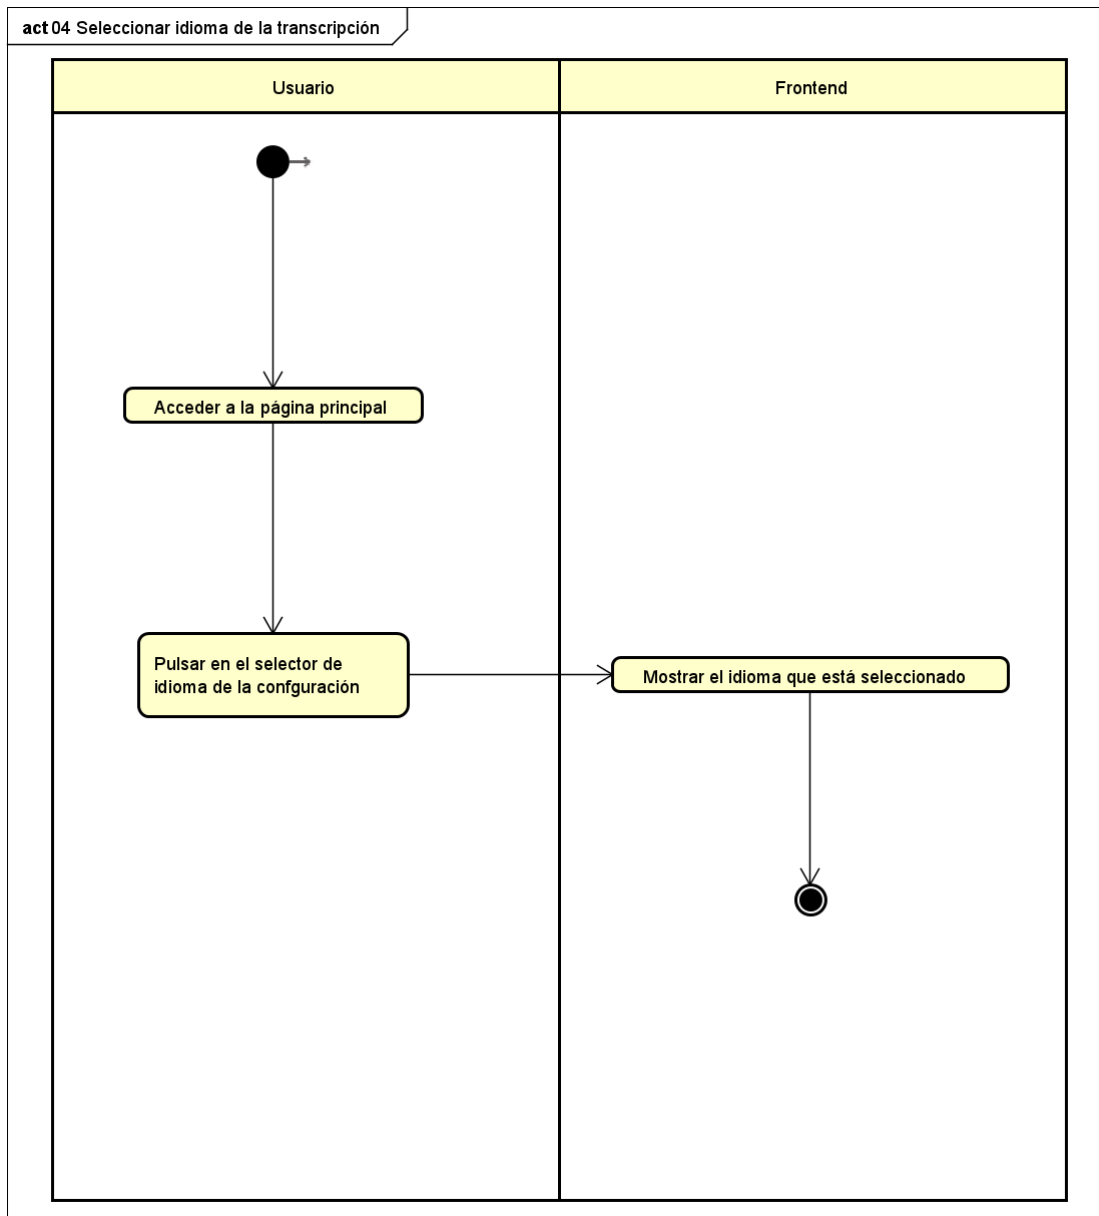 act 04 Seleccionar idioma de la transcripción
Usuario
Frontend
Acceder a la página principal
Pulsar en el selector de
idioma de la confguración
Mostrar el idioma que está seleccionado